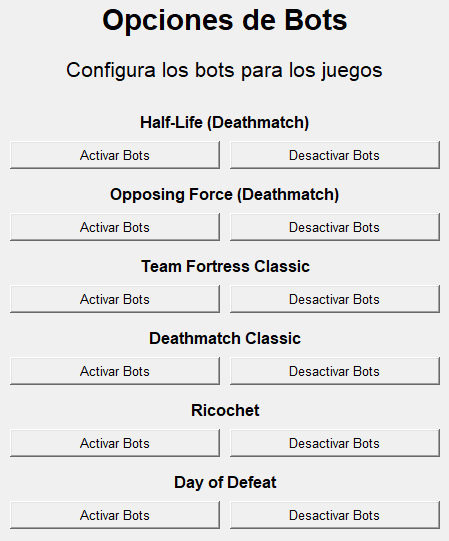 Opciones de Bots
Configura los bots para los juegos
Half-Life (Deathmatch)
Activar Bots Desactivar Bots
Opposing Force (Deathmatch)
Activar Bots Desactivar Bots
Team Fortress Classic
Activar Bots Desactivar Bots
Deathmatch Classic
Activar Bots Desactivar Bots
Ricochet
Activar Bots Desactivar Bots
Day of Defeat
Activar Bots Desactivar Bots